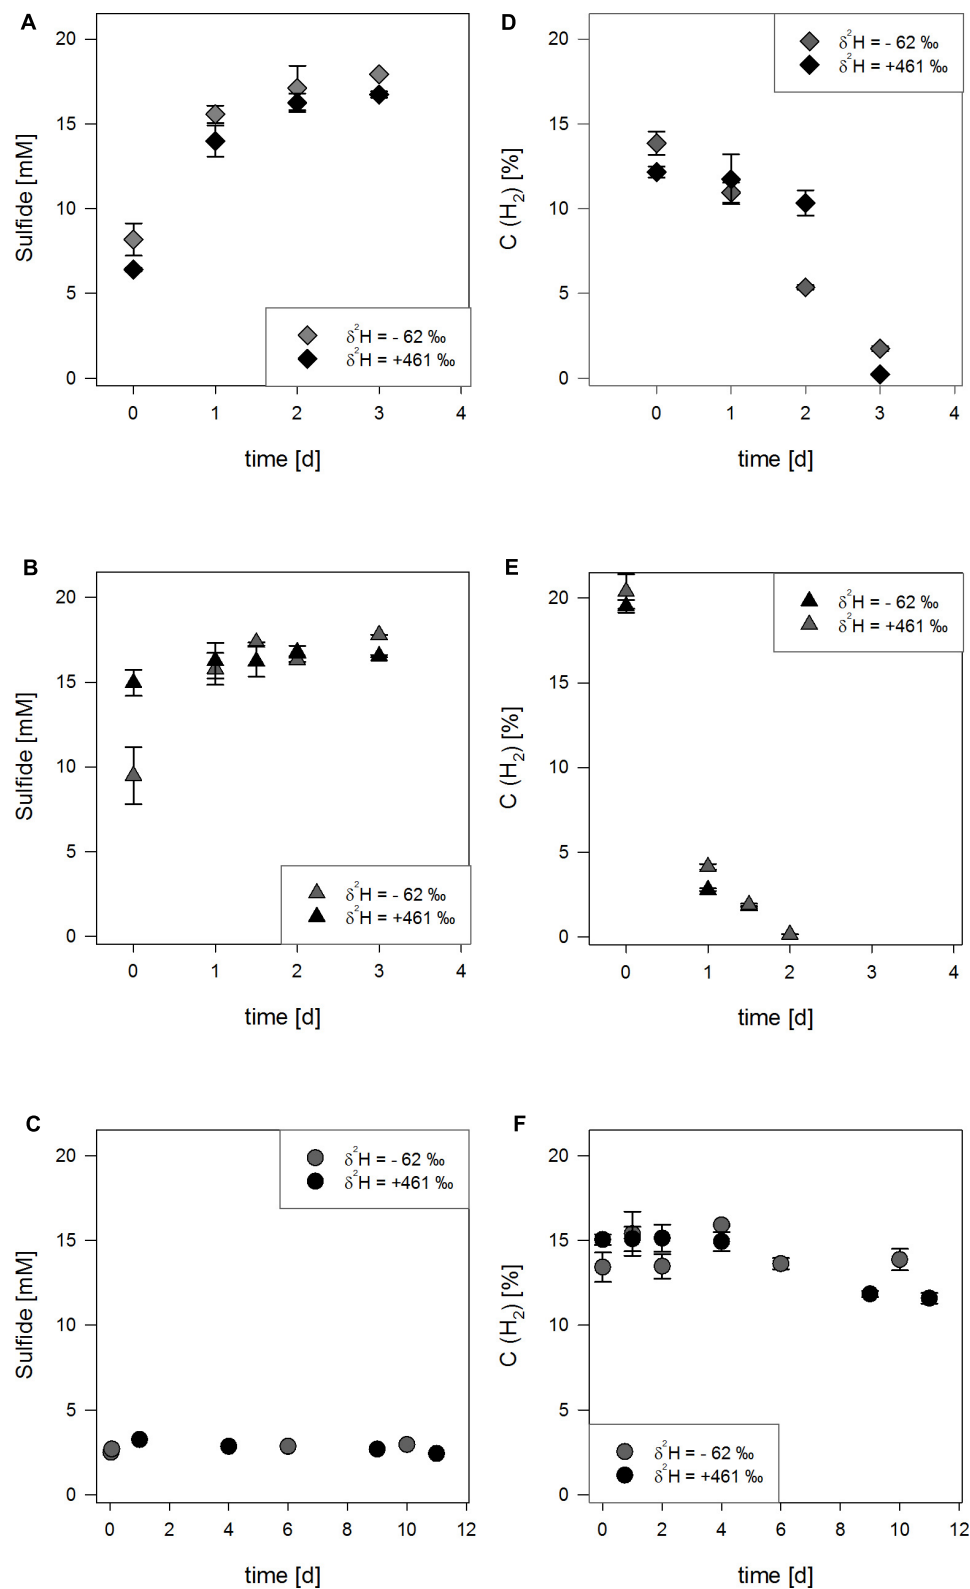 A
20
15
10
5
0
Sulfide [mM]
δ²H = - 62 ‰
δ²H = +461 ‰
0 1 2 3 4
time [d]
D
20
15
10
5
0
C (H₂) [%]
δ²H = - 62 ‰
δ²H = +461 ‰
0 1 2 3 4
time [d]
B
20
15
10
5
0
Sulfide [mM]
δ²H = - 62 ‰
δ²H = +461 ‰
0 1 2 3 4
time [d]
E
20
15
10
5
0
C (H₂) [%]
δ²H = - 62 ‰
δ²H = +461 ‰
0 1 2 3 4
time [d]
C
20
15
10
5
0
Sulfide [mM]
δ²H = - 62 ‰
δ²H = +461 ‰
0 2 4 6 8 10 12
time [d]
F
20
15
10
5
0
C (H₂) [%]
δ²H = - 62 ‰
δ²H = +461 ‰
0 2 4 6 8 10 12
time [d]